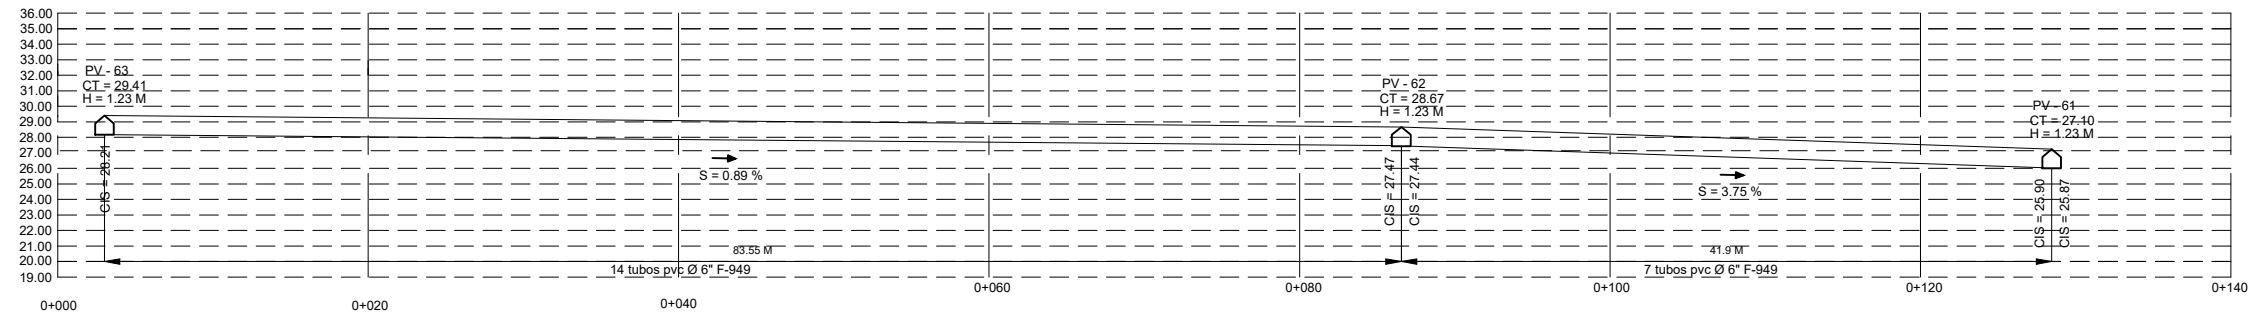 36.00
35.00
34.00
33.00
32.00
31.00
30.00
29.00
28.00
27.00
26.00
25.00
24.00
23.00
22.00
21.00
20.00
19.00
PV - 63
CT = 29.41
H = 1.23 M
CIS = 28.21
S = 0.89 %
83.55 M
14 tubos pvc Ø 6" F-949
PV - 62
CT = 28.67
H = 1.23 M
CIS = 27.47
CIS = 27.44
S = 3.75 %
41.9 M
7 tubos pvc Ø 6" F-949
PV - 61
CT = 27.10
H = 1.23 M
CIS = 25.90
CIS = 25.87
0+000
0+020
0+040
0+060
0+080
0+100
0+120
0+140